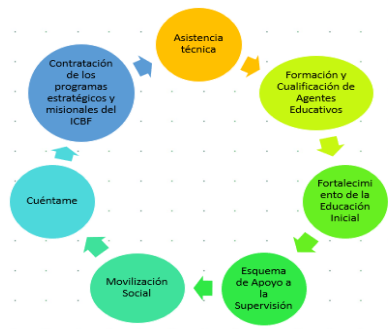 Asistencia
técnica
Formación y
Cualificación de
Agentes
Educativos
Fortalecimi
ento de la
Educación
Inicial
Esquema
de Apoyo a
la
Supervisión
Movilización
Social
Cuéntame
Contratación
de los
programas
estratégicos y
misionales del
ICBF